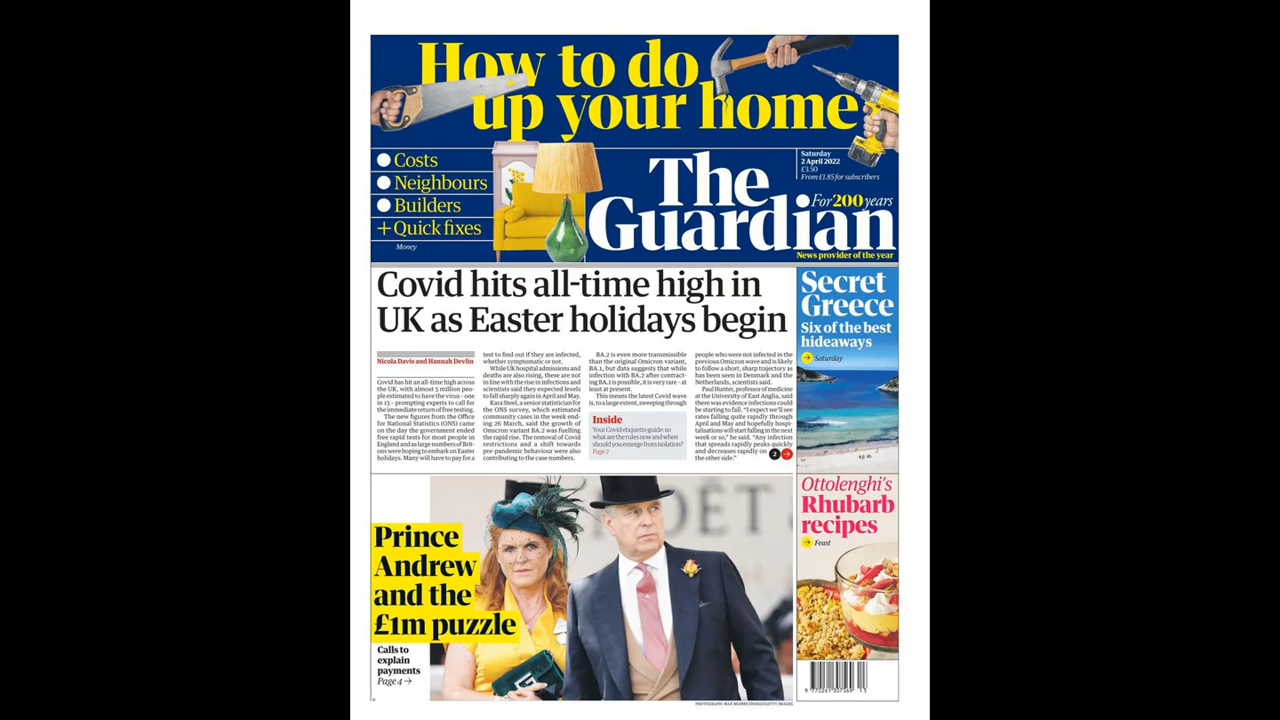 How to do
up your home
Costs
Neighbours
Builders
+Quick fixes
Money
The
Guardian
Saturday
2 April 2022
£3.50
From £1.85 for subscribers
For 200 years
News provider of the year
Covid hits all-time high in
UK as Easter holidays begin
Nicola Davis and Hannah Devlin
Covid has hit an all-time high across
the UK, with almost 5 million peo-
ple estimated to have the virus - one
in 13 - prompting experts to call for
the immediate return of free testing.
The new figures from the Office
for National Statistics (ONS) came
on the day the government ended
free rapid tests for most people in
England and as large numbers of Brit-
ons were hoping to embark on Easter
holidays. Many will have to pay for a
test to find out if they are infected,
whether symptomatic or not.
While UK hospital admissions and
deaths are also rising, these are not
in line with the rise in infections and
scientists said they expected levels
to fall sharply again in April and May.
Kara Steel, a senior statistician for
the ONS survey, which estimated
community cases in the week end-
ing 26 March, said the growth of
Omicron variant BA.2 was fuelling
the rapid rise. The removal of Covid
restrictions and a shift towards
pre-pandemic behaviour were also
contributing to the case numbers.
BA.2 is even more transmissible
than the original Omicron variant,
BA.1, but data suggests that while
infection with BA.2 after contract-
ing BA.1 is possible, it is very rare - at
least at present.
This means the latest Covid wave
is, to a large extent, sweeping through
Inside
Your Covid etiquette guide: so
what are the rules now and when
should you emerge from isolation?
Page 2
people who were not infected in the
previous Omicron wave and is likely
to follow a short, sharp trajectory as
has been seen in Denmark and the
Netherlands, scientists said.
Paul Hunter, professor of medicine
at the University of East Anglia, said
there was evidence infections could
be starting to fall. "I expect we'll see
rates falling quite rapidly through
April and May and hopefully hospi-
talisations will start falling in the next
week or so," he said. "Any infection
that spreads rapidly peaks quickly
and decreases rapidly on
the other side."
2
Secret
Greece
Six of the best
hideaways
Saturday
Ottolenghi's
Rhubarb
recipes
Feast
Prince
Andrew
and the
£1m puzzle
Calls to
explain
payments
Page 4 →
PHOTOGRAPH: MAX MUMBY/INDIGO/GETTY IMAGES